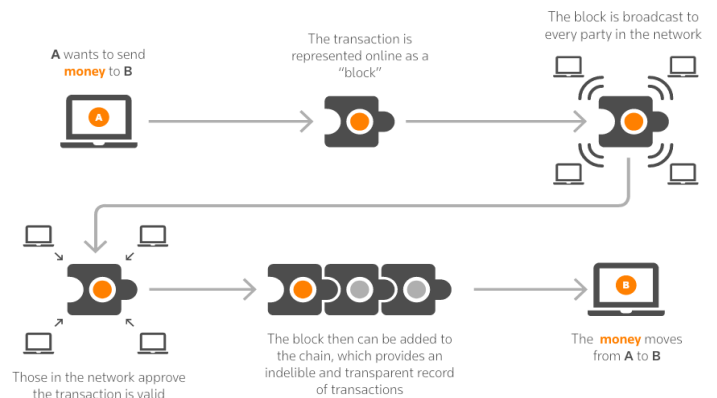 A wants to send
money to B
A
The transaction is
represented online as a
“block”
The block is broadcast to
every party in the network
Those in the network approve
the transaction is valid
The block then can be added to
the chain, which provides an
indelible and transparent record
of transactions
B
The money moves
from A to B